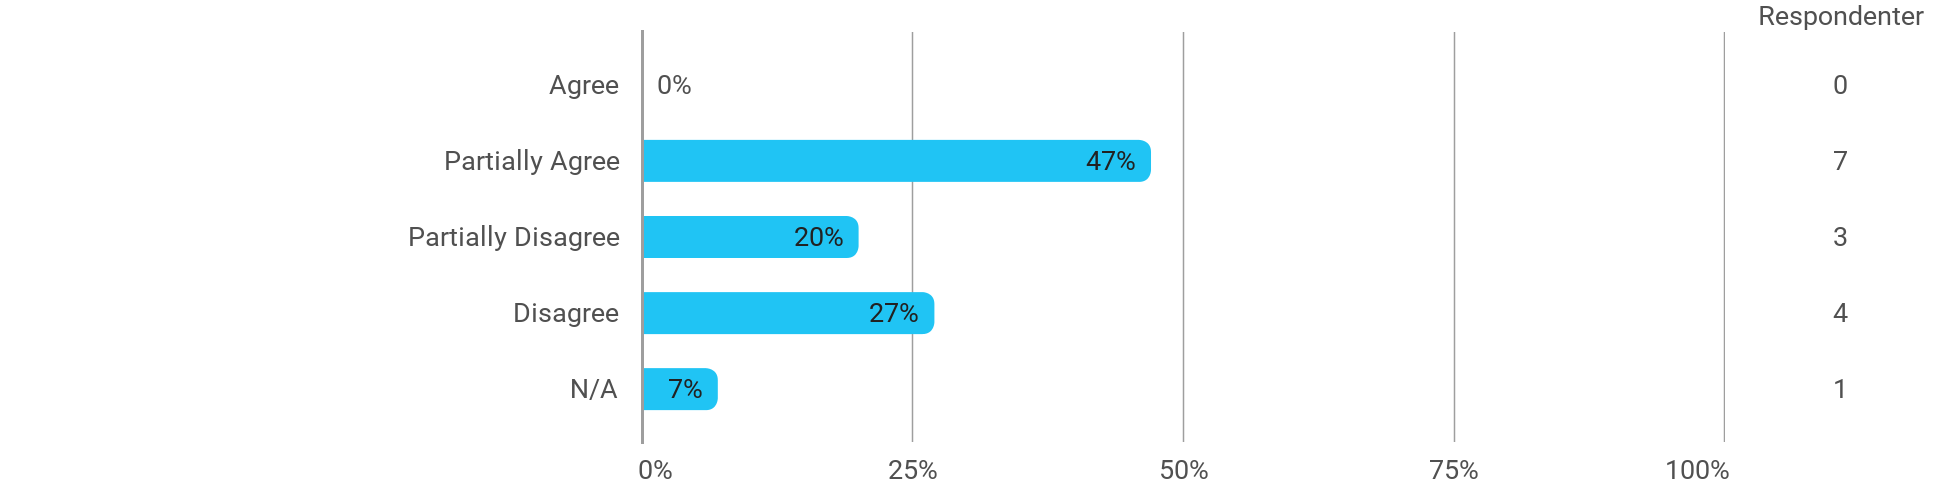 Respondenter
Agree 0% 0
Partially Agree 47% 7
Partially Disagree 20% 3
Disagree 27% 4
N/A 7% 1
0% 25% 50% 75% 100%